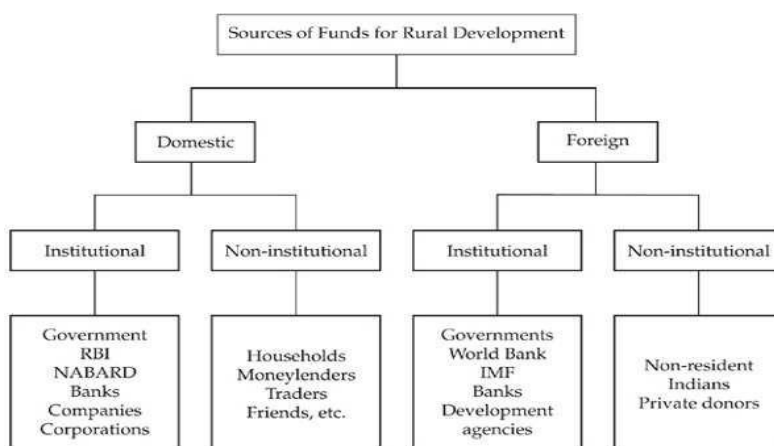 Sources of Funds for Rural Development
Domestic
Foreign
Institutional
Non-institutional
Institutional
Non-institutional
Government
RBI
NABARD
Banks
Companies
Corporations
Households
Moneylenders
Traders
Friends, etc.
Governments
World Bank
IMF
Banks
Development
agencies
Non-resident
Indians
Private donors